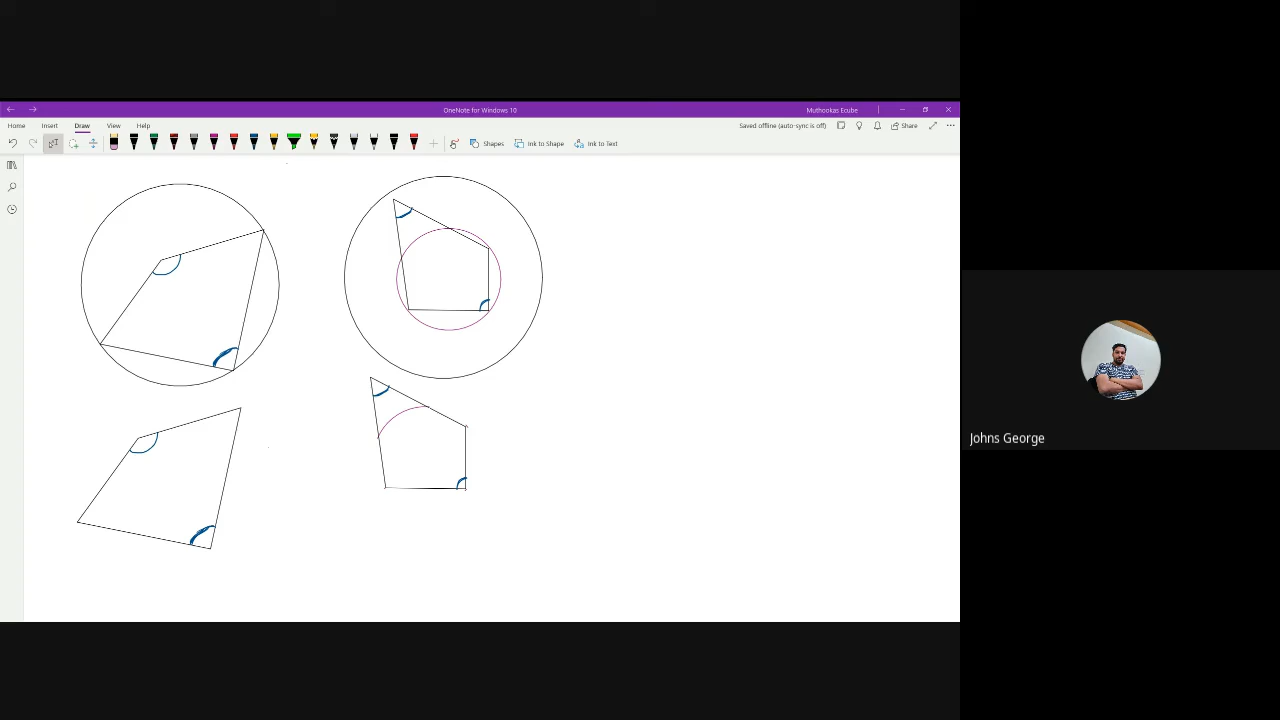 OneNote for Windows 10
Muthookas Ecube
Home Insert Draw View Help
Saved offline (auto-sync is off)
Share
Shapes
Ink to Shape
Ink to Text
Johns George